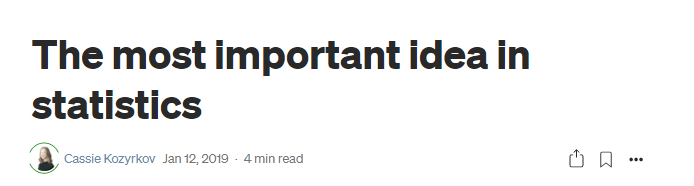 The most important idea in
statistics
Cassie Kozyrkov Jan 12, 2019 · 4 min read